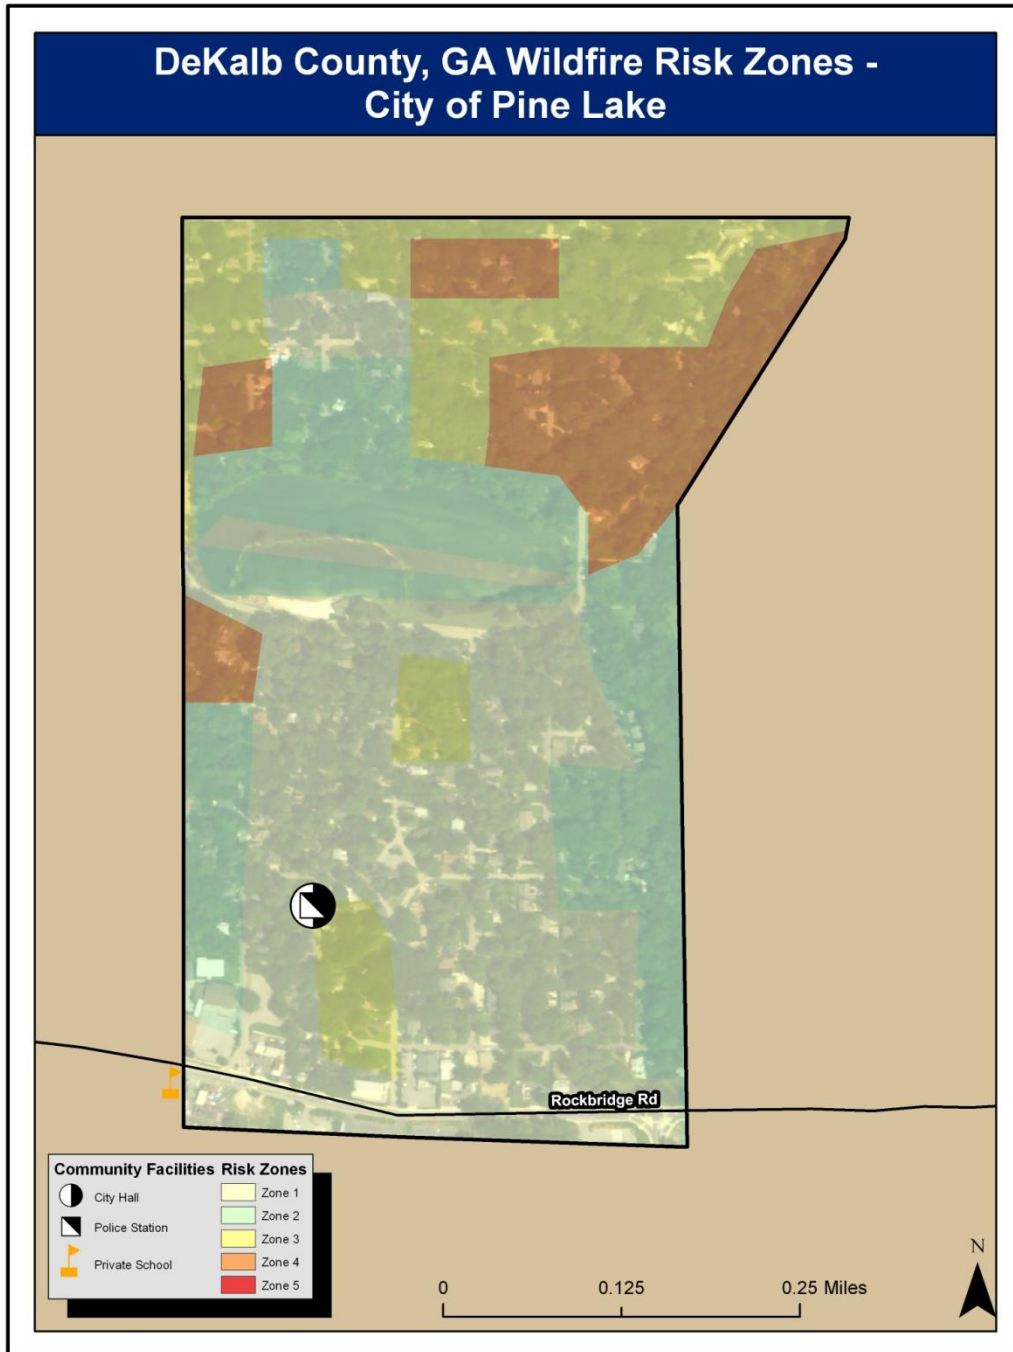 DeKalb County, GA Wildfire Risk Zones -
City of Pine Lake
Rockbridge Rd
Community Facilities
City Hall
Police Station
Private School
Risk Zones
Zone 1
Zone 2
Zone 3
Zone 4
Zone 5
0 0.125 0.25 Miles
N